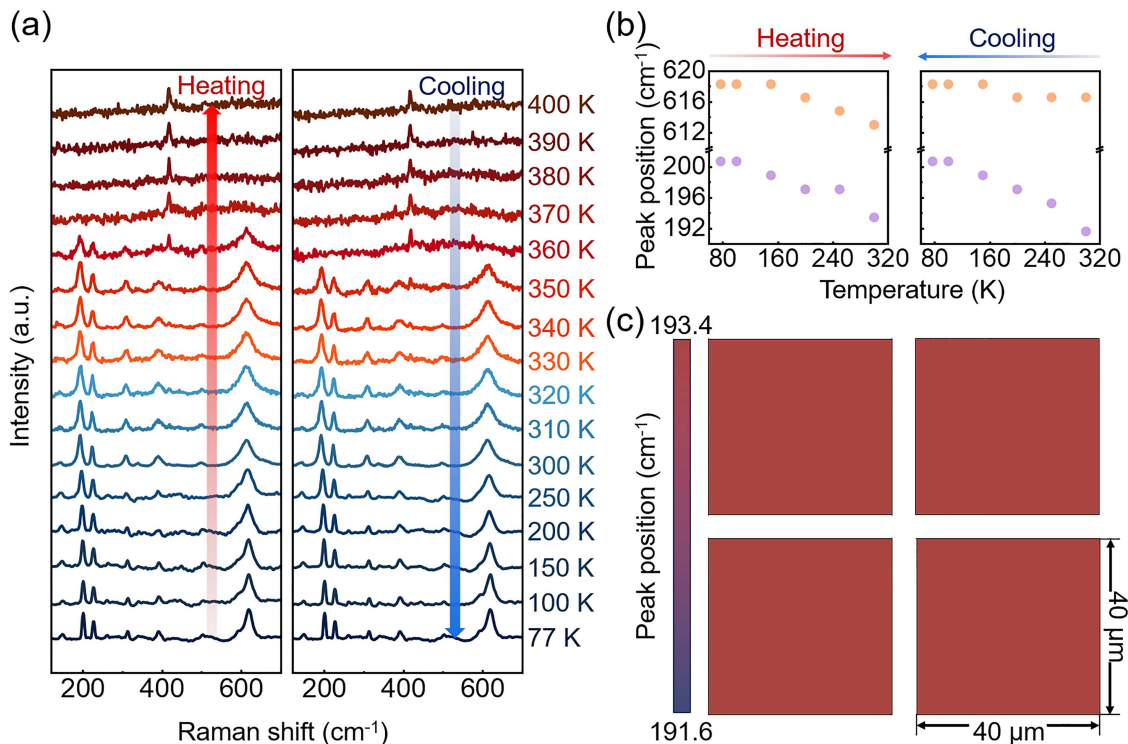 (a)
Heating
Cooling
400 K
390 K
380 K
370 K
360 K
350 K
340 K
330 K
320 K
310 K
300 K
250 K
200 K
150 K
100 K
77 K
Intensity (a.u.)
200 400 600 200 400 600
Raman shift (cm⁻¹)
(b)
Heating Cooling
620
616
612
200
196
192
Peak position (cm⁻¹)
80 160 240 320 80 160 240 320
Temperature (K)
(c)
193.4
Peak position (cm⁻¹)
191.6
40 µm
40 µm